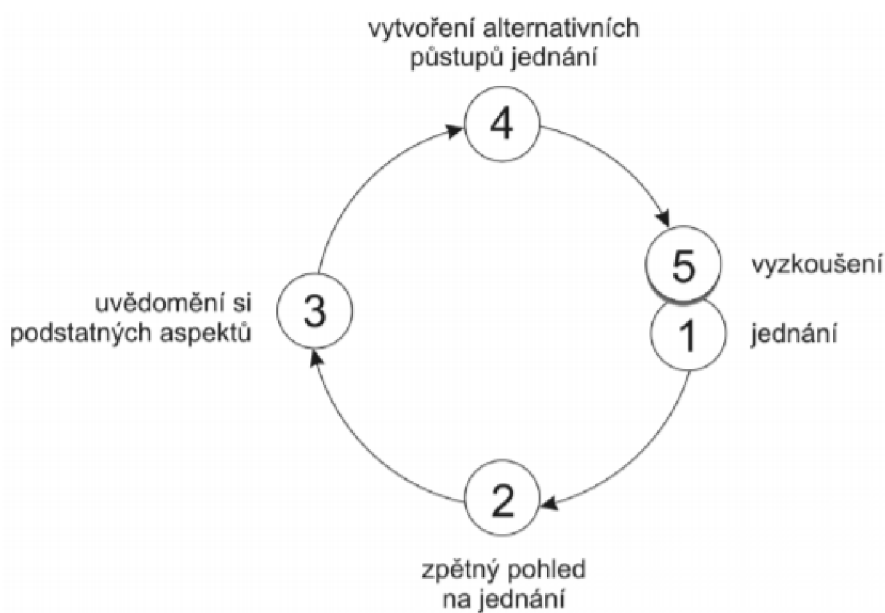 vytvoření alternativních
půstupů jednání
4
5
vyzkoušení
uvědomění si
podstatných aspektů
3
1
jednání
2
zpětný pohled
na jednání